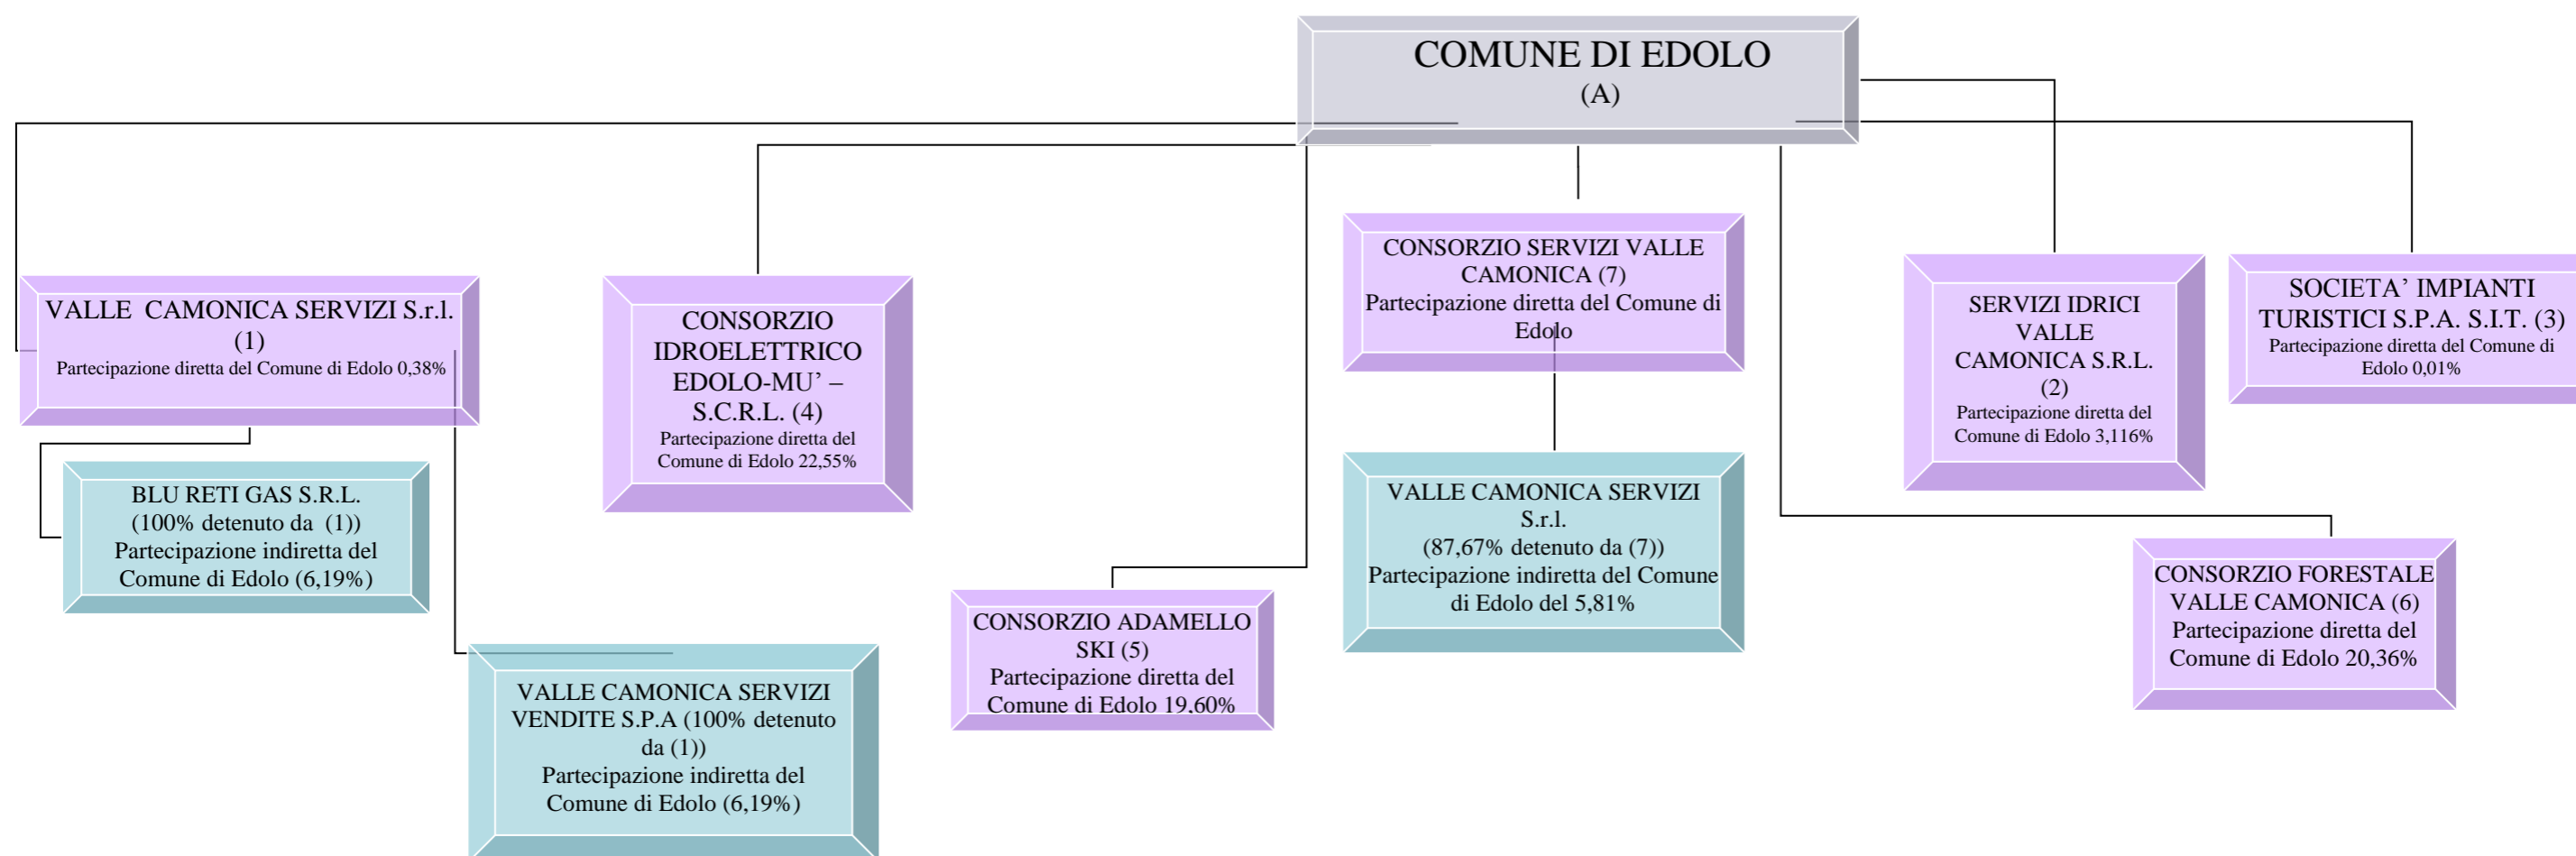 COMUNE DI EDOLO
(A)
VALLE CAMONICA SERVIZI S.r.l.
(1)
Partecipazione diretta del Comune di Edolo 0,38%
CONSORZIO
IDROELETTRICO
EDOLO-MU’ –
S.C.R.L. (4)
Partecipazione diretta del
Comune di Edolo 22,55%
CONSORZIO SERVIZI VALLE
CAMONICA (7)
Partecipazione diretta del Comune di
Edolo
SERVIZI IDRICI
VALLE
CAMONICA S.R.L.
(2)
Partecipazione diretta del
Comune di Edolo 3,116%
SOCIETA’ IMPIANTI
TURISTICI S.P.A. S.I.T. (3)
Partecipazione diretta del Comune di
Edolo 0,01%
BLU RETI GAS S.R.L.
(100% detenuto da (1))
Partecipazione indiretta del
Comune di Edolo (6,19%)
VALLE CAMONICA SERVIZI
S.r.l.
(87,67% detenuto da (7))
Partecipazione indiretta del Comune
di Edolo del 5,81%
CONSORZIO ADAMELLO
SKI (5)
Partecipazione diretta del
Comune di Edolo 19,60%
CONSORZIO FORESTALE
VALLE CAMONICA (6)
Partecipazione diretta del
Comune di Edolo 20,36%
VALLE CAMONICA SERVIZI
VENDITE S.P.A (100% detenuto
da (1))
Partecipazione indiretta del
Comune di Edolo (6,19%)